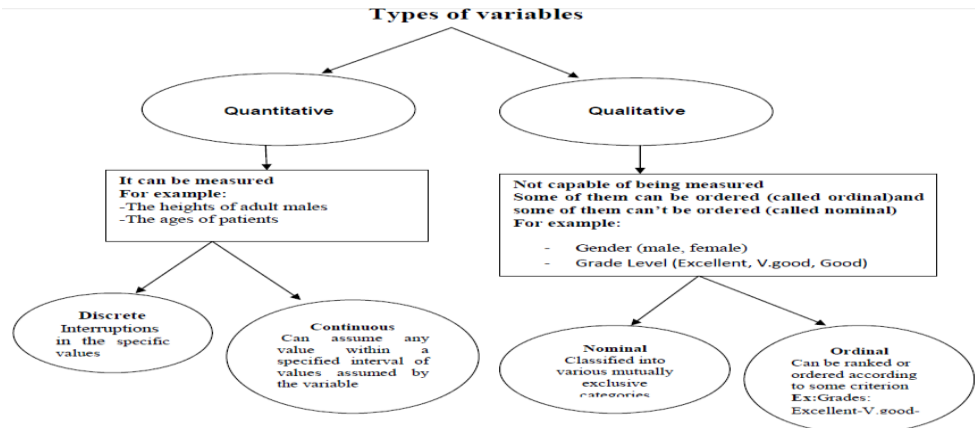 Types of variables
Quantitative
Qualitative
It can be measured
For example:
-The heights of adult males
-The ages of patients
Not capable of being measured
Some of them can be ordered (called ordinal)and
some of them can't be ordered (called nominal)
For example:
- Gender (male, female)
- Grade Level (Excellent, V.good, Good)
Discrete
Interruptions
in the specific
values
Continuous
Can assume any
value within a
specified interval of
values assumed by
the variable
Nominal
Classified into
various mutually
exclusive
categories
Ordinal
Can be ranked or
ordered according
to some criterion
Ex:Grades:
Excellent-V.good-